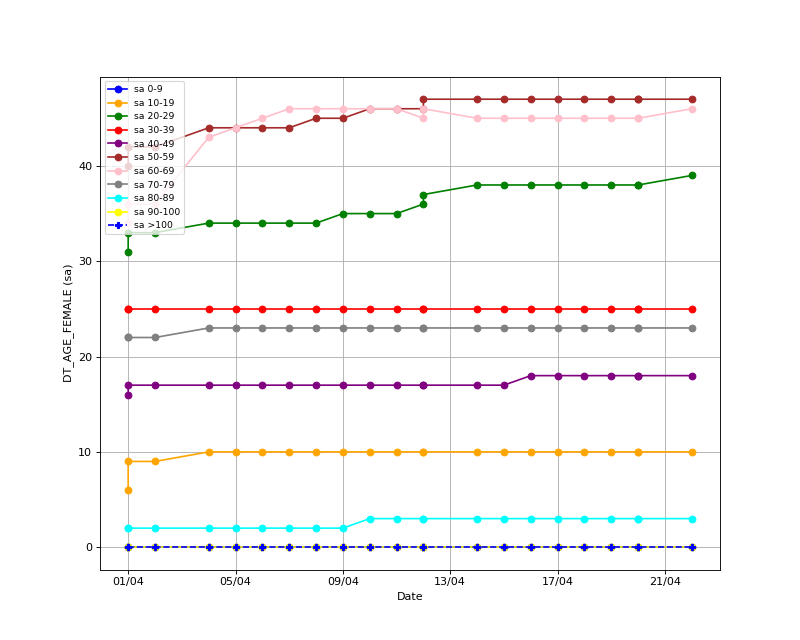 sa 0-9
sa 10-19
sa 20-29
sa 30-39
sa 40-49
sa 50-59
sa 60-69
sa 70-79
sa 80-89
sa 90-100
sa >100
DT_AGE_FEMALE (sa)
40
30
20
10
0
01/04 05/04 09/04 13/04 17/04 21/04
Date